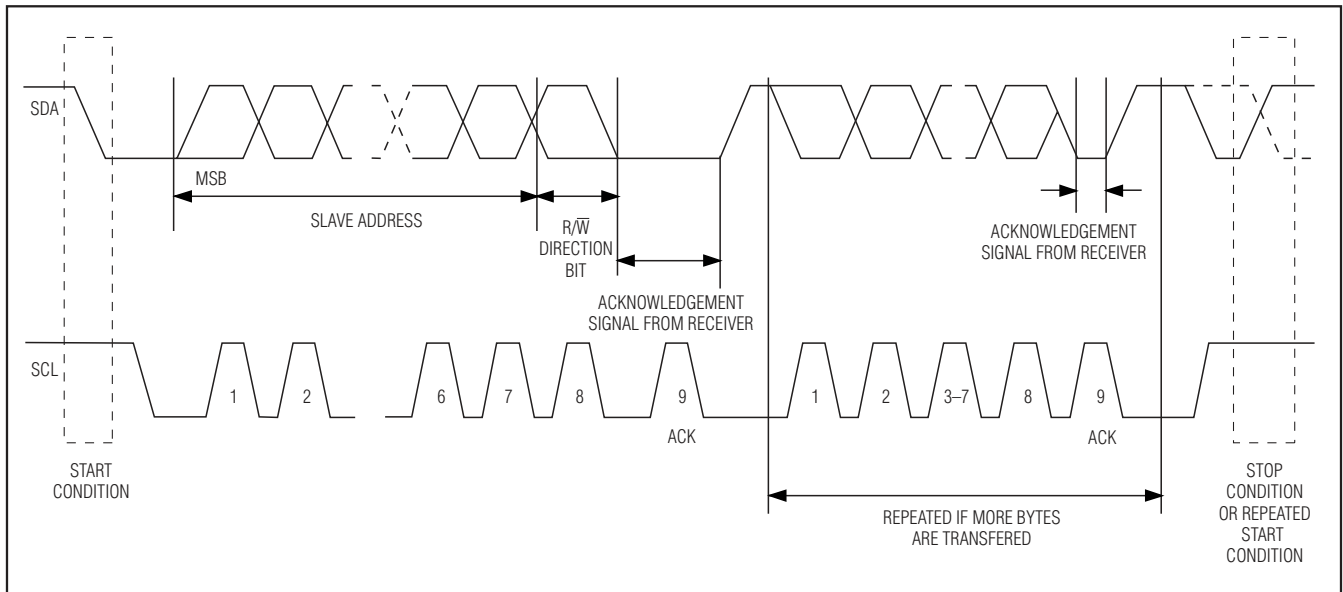 SDA
MSB
SLAVE ADDRESS
R/W̅
DIRECTION
BIT
ACKNOWLEDGEMENT
SIGNAL FROM RECEIVER
ACKNOWLEDGEMENT
SIGNAL FROM RECEIVER
SCL
1
2
6
7
8
9
1
2
3–7
8
9
ACK
ACK
START
CONDITION
REPEATED IF MORE BYTES
ARE TRANSFERED
STOP
CONDITION
OR REPEATED
START
CONDITION